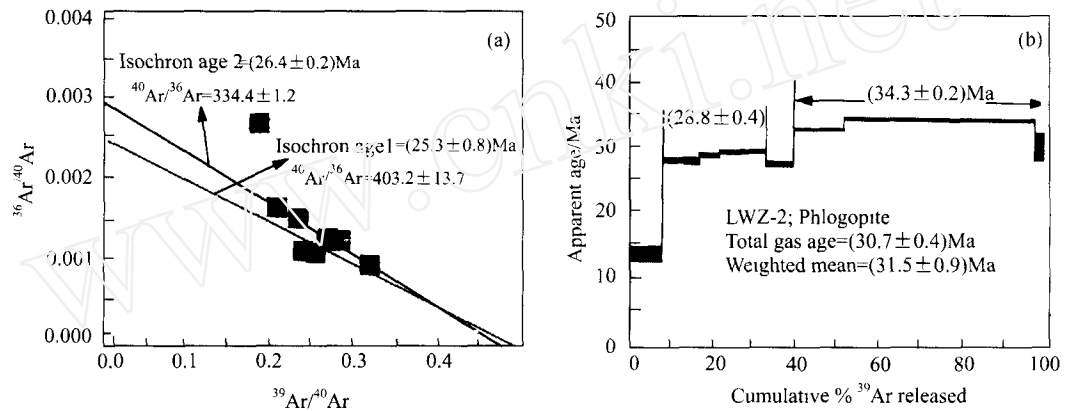 (a)
0.004
0.003
0.002
0.001
0.000
³⁶Ar/⁴⁰Ar
Isochron age 2=(26.4±0.2)Ma
⁴⁰Ar/³⁶Ar=334.4±1.2
Isochron age1=(25.3±0.8)Ma
⁴⁰Ar/³⁶Ar=403.2±13.7
0.0 0.2 0.3 0.4
³⁹Ar/⁴⁰Ar
(b)
50
40
30
20
10
0
Apparent age/Ma
(34.3±0.2)Ma
(28.8±0.4)
LWZ-2; Phlogopite
Total gas age=(30.7±0.4)Ma
Weighted mean=(31.5±0.9)Ma
0 20 40 60 80 100
Cumulative % ³⁹Ar released
www.cnki.net